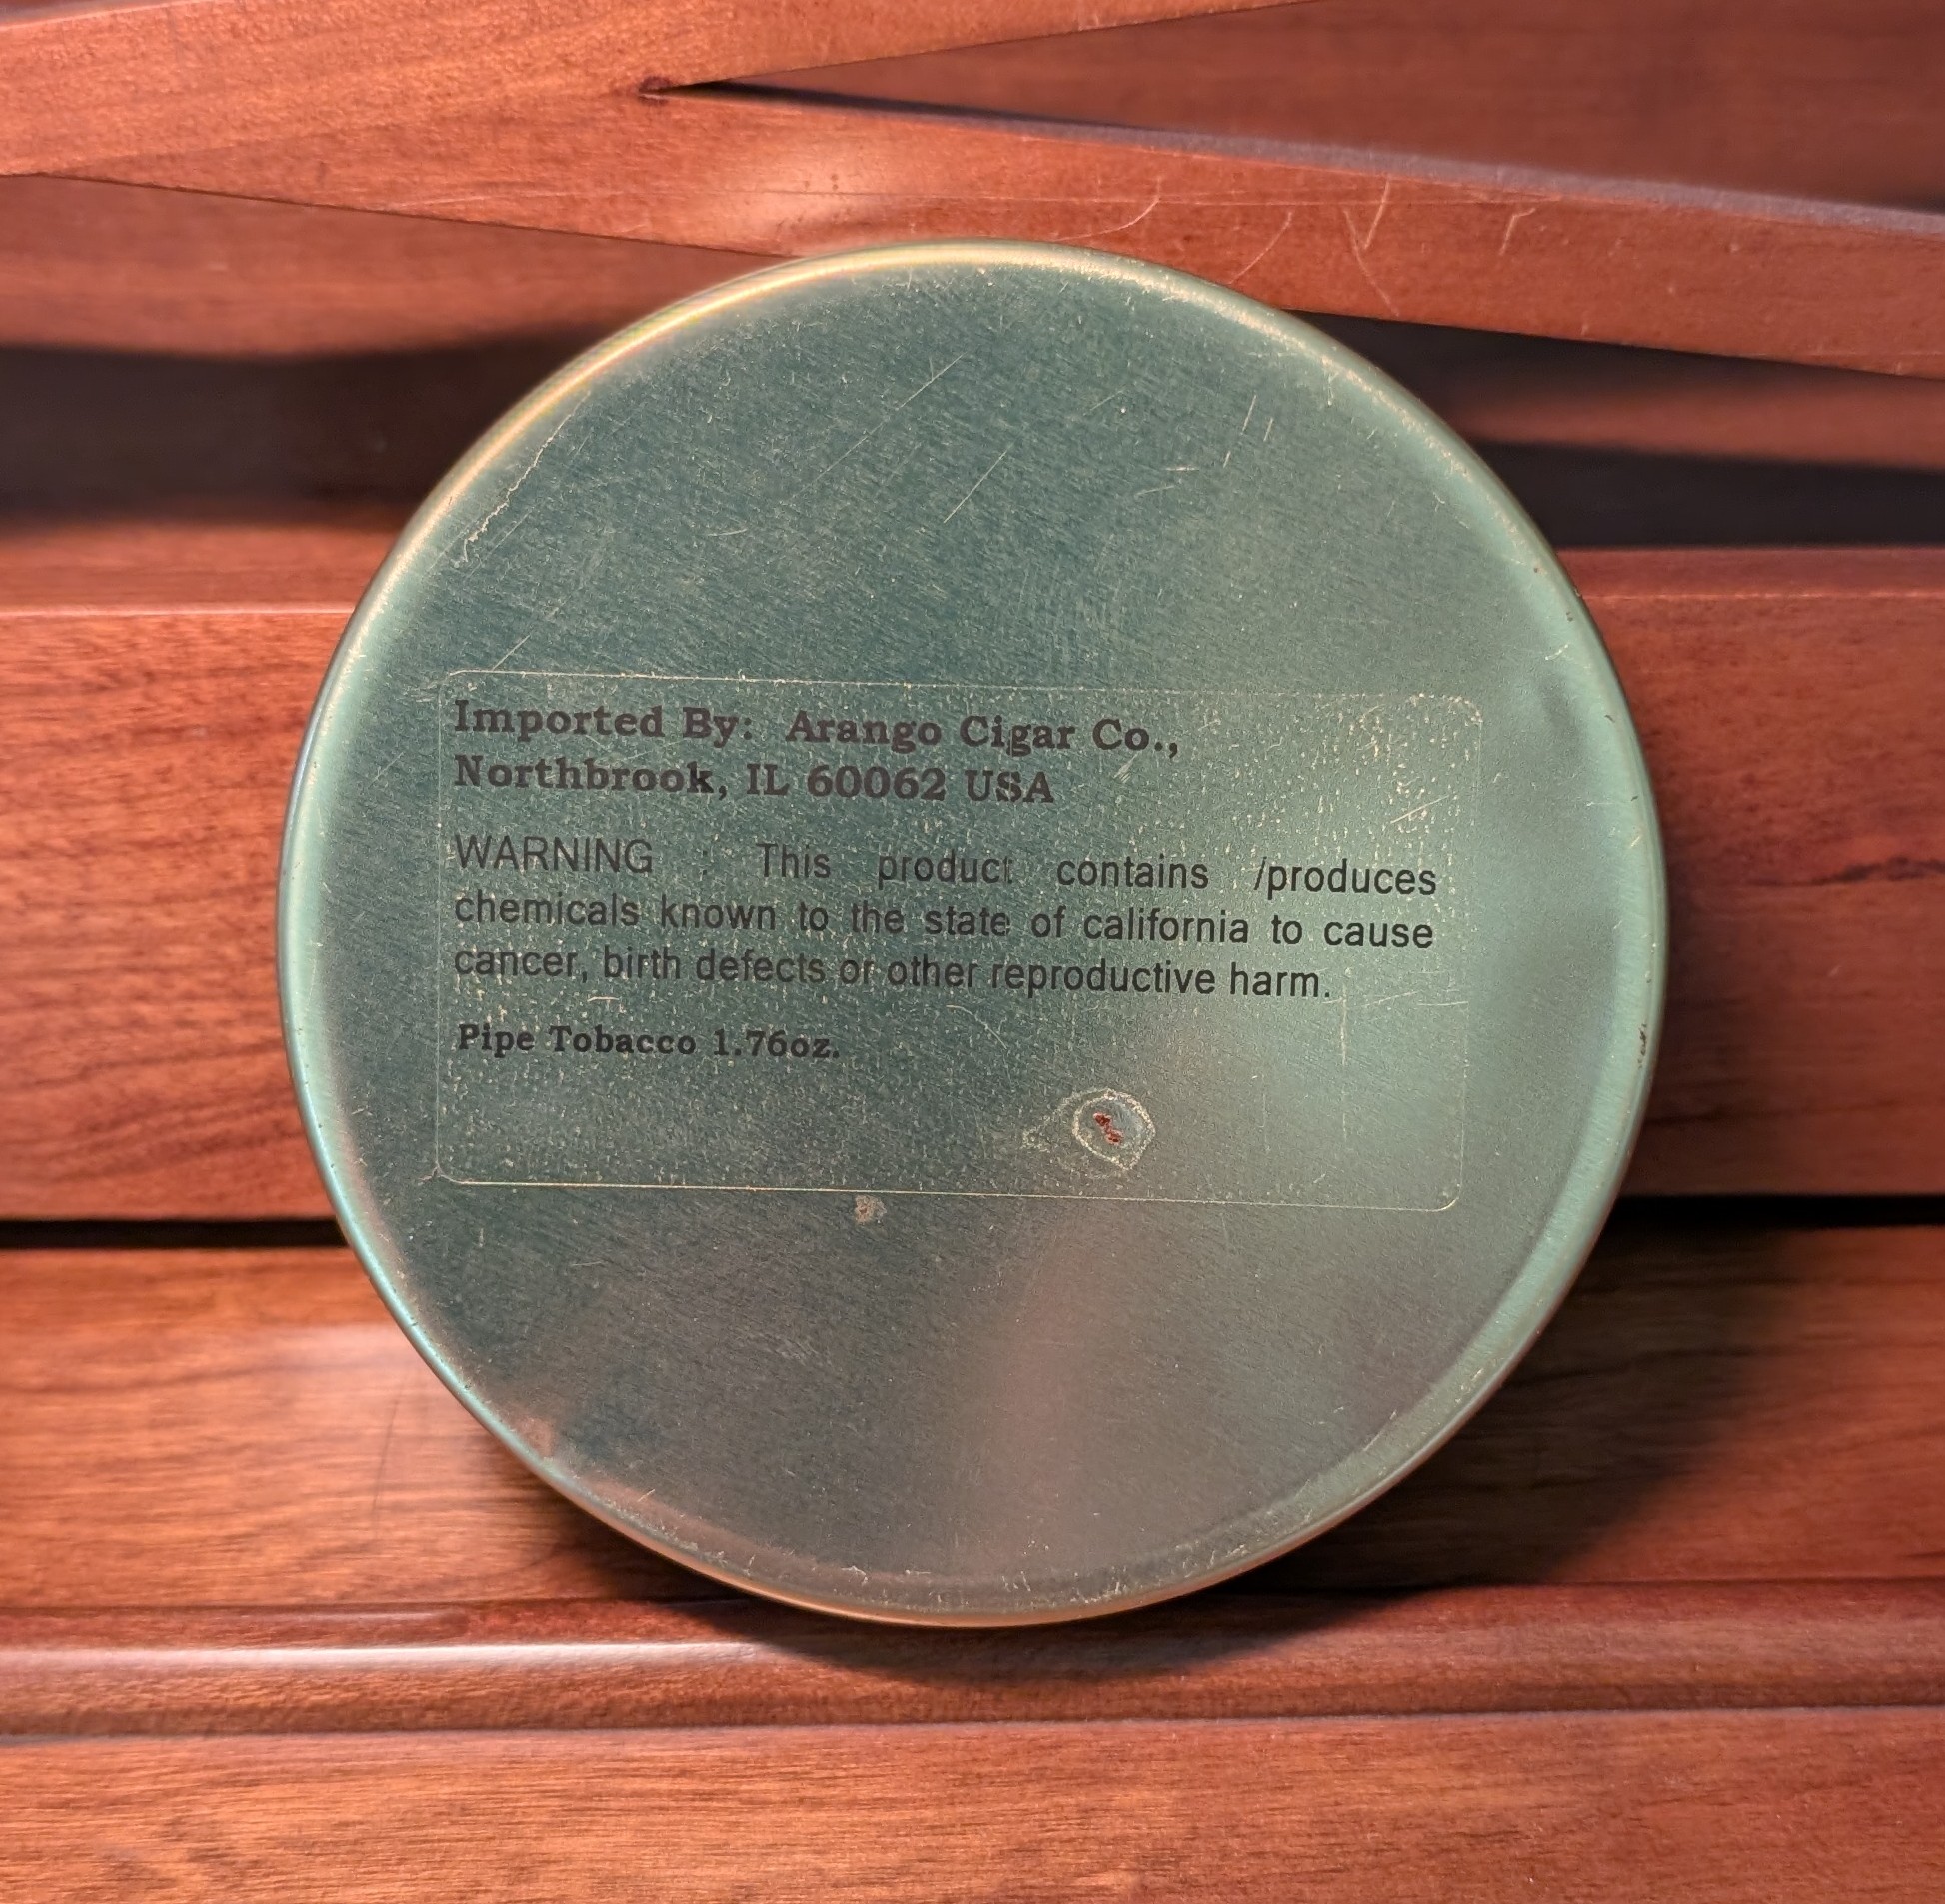 Imported By: Arango Cigar Co.,
Northbrook, IL 60062 USA
WARNING : This product contains /produces
chemicals known to the state of california to cause
cancer, birth defects or other reproductive harm.
Pipe Tobacco 1.76oz.